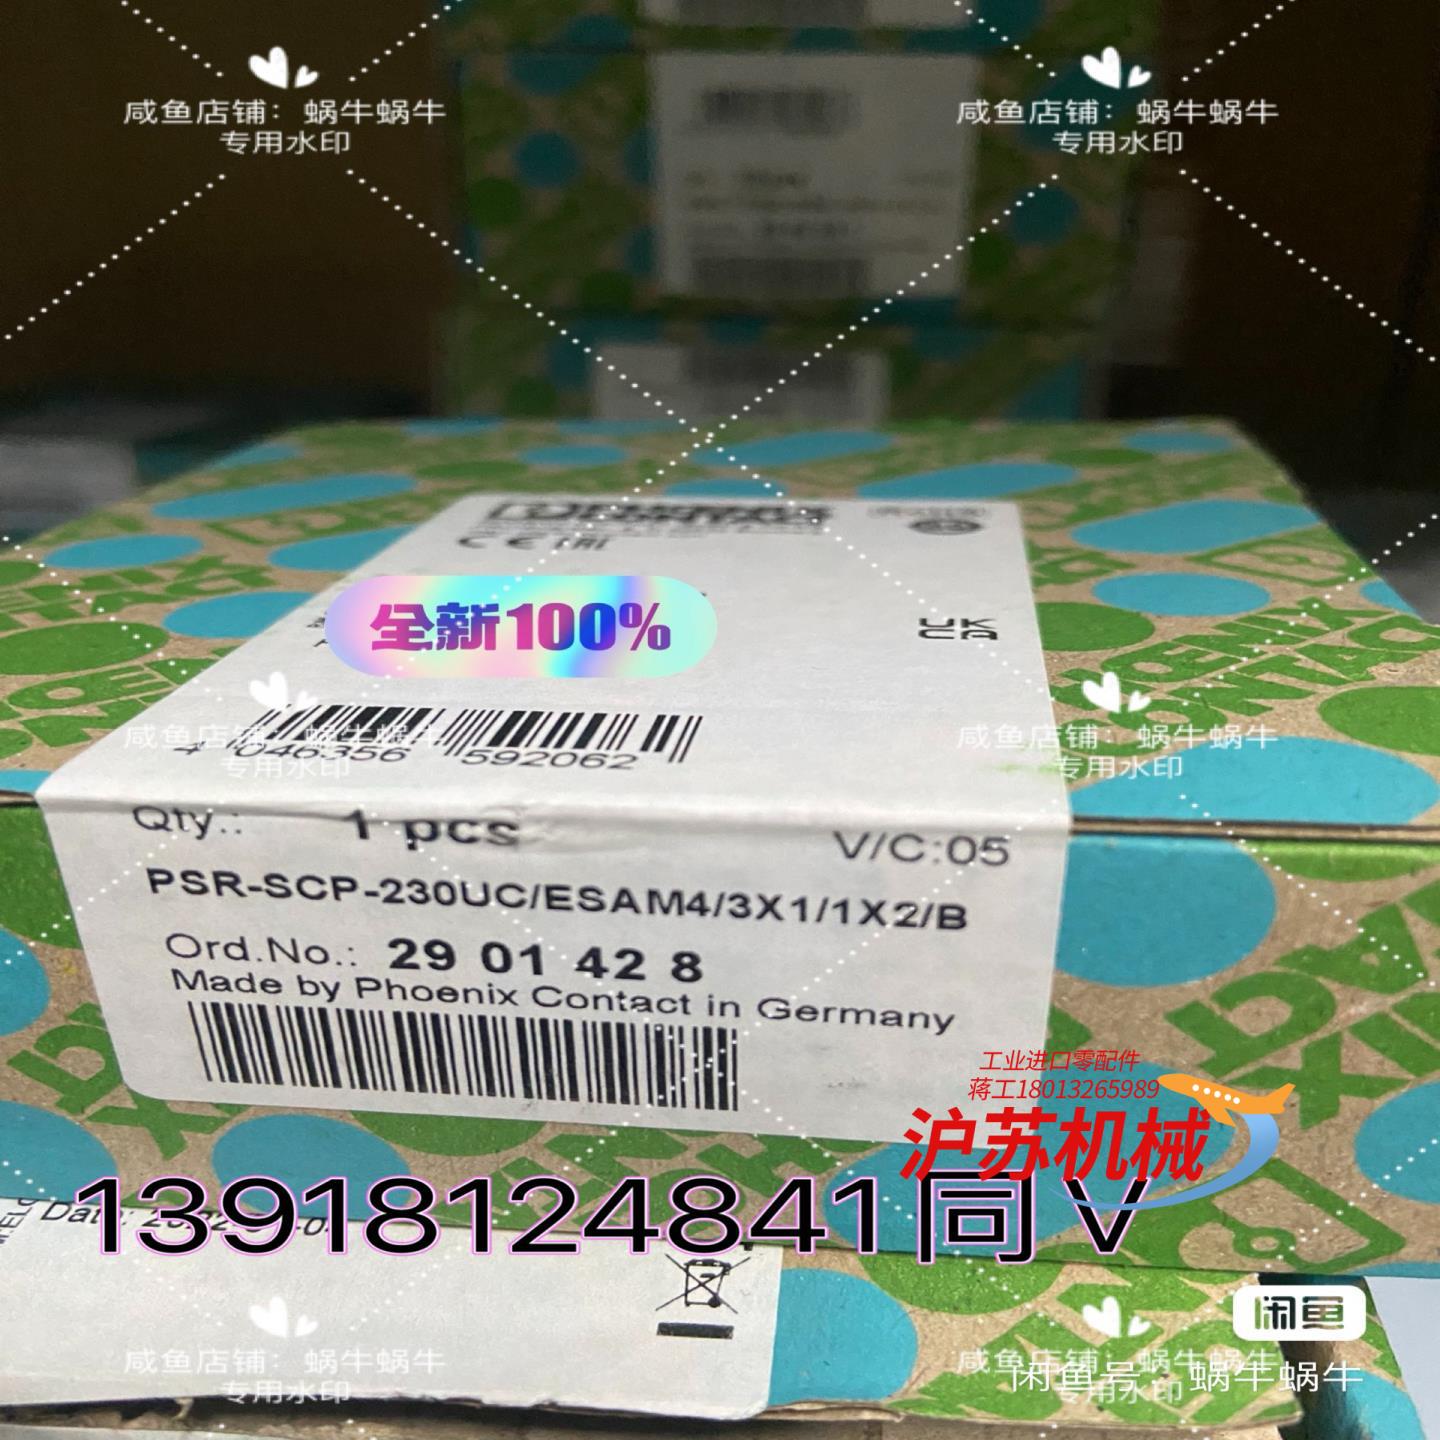 咸鱼店铺：蜗牛蜗牛
专用水印
咸鱼店铺：蜗牛蜗牛
专用水印
PHOENIX
CONTACT
CE EAC
全新100%
UK
CA
4 046356 592062
咸鱼店铺：蜗牛蜗牛
专用水印
咸鱼店铺：蜗牛蜗牛
专用水印
Qty.: 1 pcs
V/C:05
PSR-SCP-230UC/ESAM4/3X1/1X2/B
Ord.No.: 29 01 42 8
Made by Phoenix Contact in Germany
工业进口零配件
蒋工18013265989
沪苏机械
13918124841同V
闲鱼
咸鱼店铺：蜗牛蜗牛
专用水印
咸鱼店铺：蜗牛蜗牛
专用水印
闲鱼号：蜗牛蜗牛